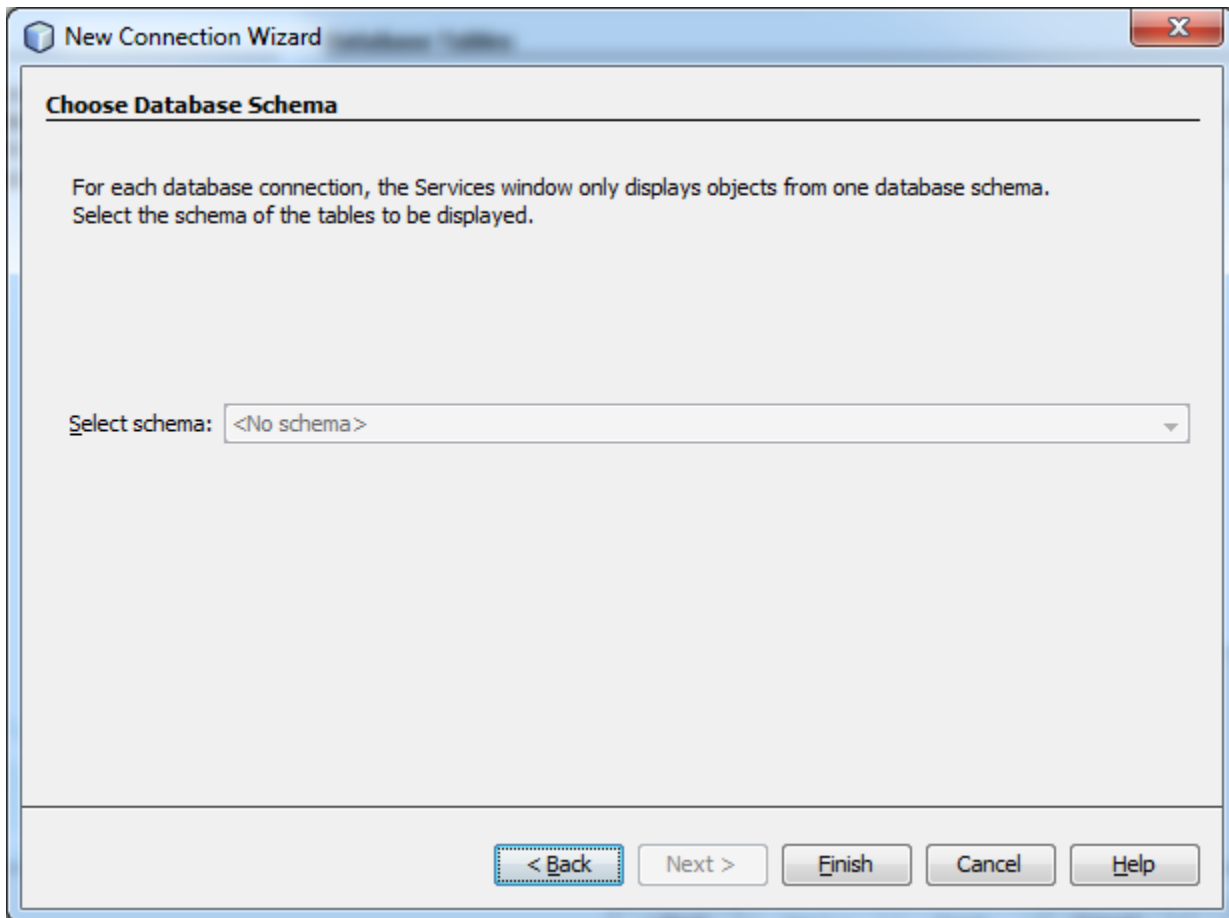 New Connection Wizard
Choose Database Schema
For each database connection, the Services window only displays objects from one database schema.
Select the schema of the tables to be displayed.
Select schema: <No schema>
< Back Next > Finish Cancel Help